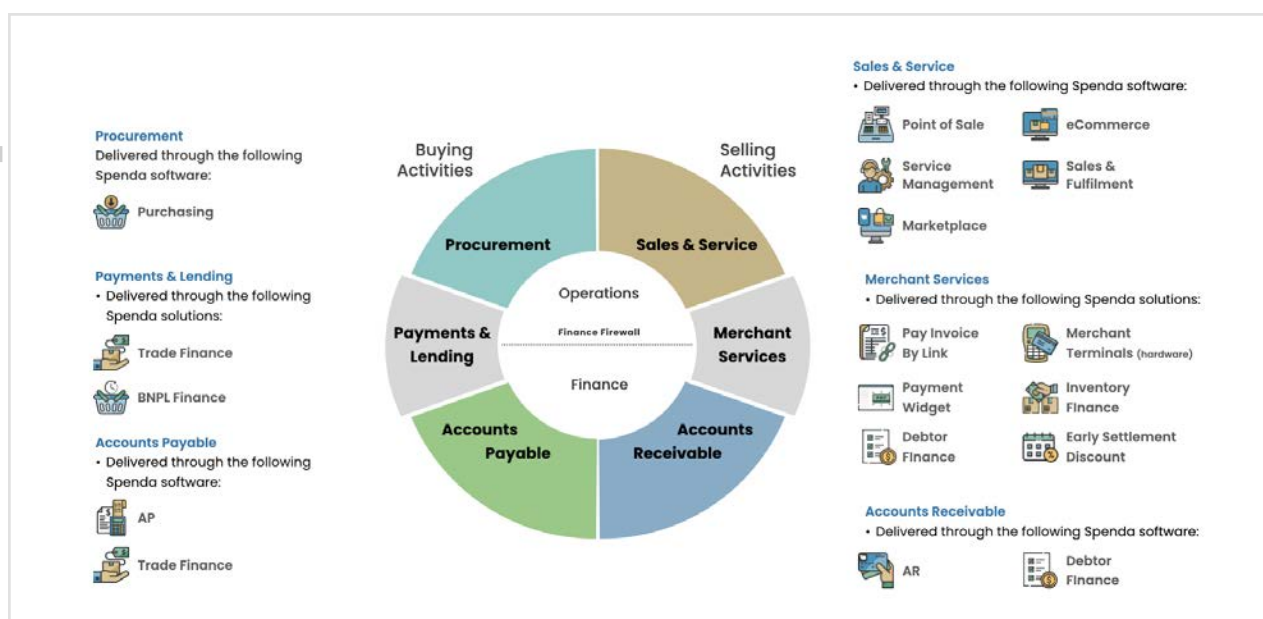 Procurement
Delivered through the following
Spenda software:
Purchasing
Payments & Lending
• Delivered through the following
Spenda solutions:
Trade Finance
BNPL Finance
Accounts Payable
• Delivered through the following
Spenda software:
AP
Trade Finance
Buying
Activities
Selling
Activities
Procurement
Sales & Service
Payments &
Lending
Merchant
Services
Accounts
Payable
Accounts
Receivable
Operations
Finance Firewall
Finance
Sales & Service
• Delivered through the following Spenda software:
Point of Sale
eCommerce
Service
Management
Sales &
Fulfilment
Marketplace
Merchant Services
• Delivered through the following Spenda solutions:
Pay Invoice
By Link
Merchant
Terminals (hardware)
Payment
Widget
Inventory
Finance
Debtor
Finance
Early Settlement
Discount
Accounts Receivable
• Delivered through the following Spenda software:
AR
Debtor
Finance